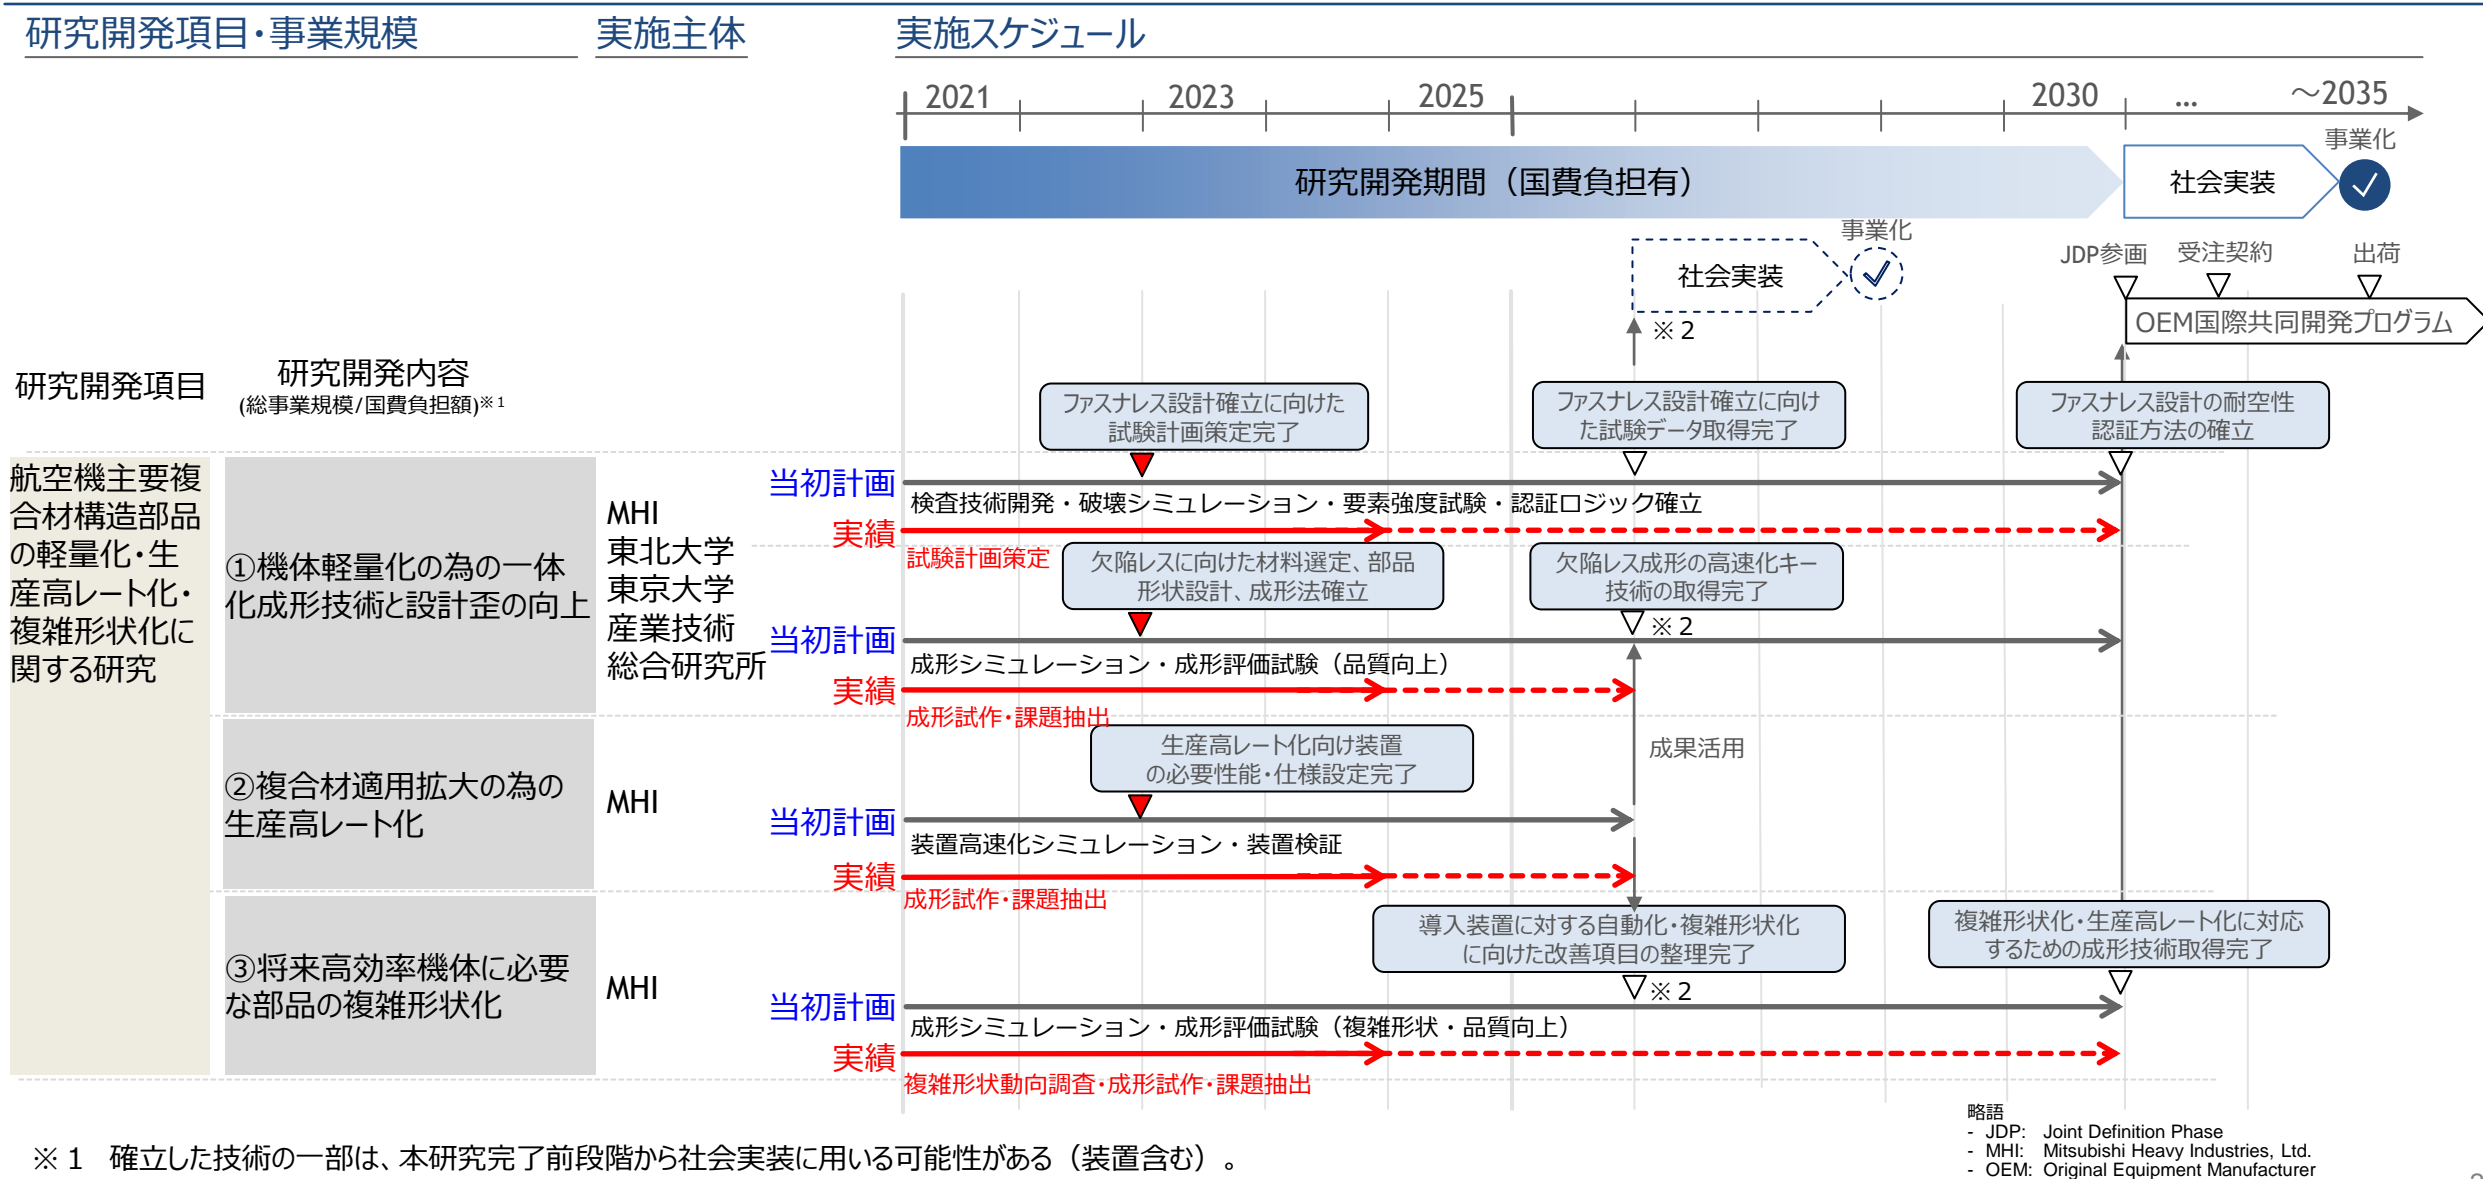 研究開発項目・事業規模
実施主体
実施スケジュール
2021
2023
2025
2030
...
～2035
事業化
研究開発期間（国費負担有）
社会実装
事業化
社会実装
JDP参画
受注契約
出荷
※２
OEM国際共同開発プログラム
研究開発項目
研究開発内容
(総事業規模/国費負担額)※1
ファスナレス設計確立に向けた
試験計画策定完了
ファスナレス設計確立に向け
た試験データ取得完了
ファスナレス設計の耐空性
認証方法の確立
航空機主要複
合材構造部品
の軽量化・生
産高レート化・
複雑形状化に
関する研究
①機体軽量化の為の一体
化成形技術と設計歪の向上
MHI
東北大学
東京大学
産業技術
総合研究所
当初計画
検査技術開発・破壊シミュレーション・要素強度試験・認証ロジック確立
実績
試験計画策定
欠陥レスに向けた材料選定、部品
形状設計、成形法確立
欠陥レス成形の高速化キー
技術の取得完了
※２
当初計画
成形シミュレーション・成形評価試験（品質向上）
実績
成形試作・課題抽出
②複合材適用拡大の為の
生産高レート化
MHI
生産高レート化向け装置
の必要性能・仕様設定完了
成果活用
当初計画
装置高速化シミュレーション・装置検証
実績
成形試作・課題抽出
③将来高効率機体に必要
な部品の複雑形状化
MHI
導入装置に対する自動化・複雑形状化
に向けた改善項目の整理完了
複雑形状化・生産高レート化に対応
するための成形技術取得完了
※２
当初計画
成形シミュレーション・成形評価試験（複雑形状・品質向上）
実績
複雑形状動向調査・成形試作・課題抽出
※１　確立した技術の一部は、本研究完了前段階から社会実装に用いる可能性がある（装置含む）。
略語
- JDP: Joint Definition Phase
- MHI: Mitsubishi Heavy Industries, Ltd.
- OEM: Original Equipment Manufacturer